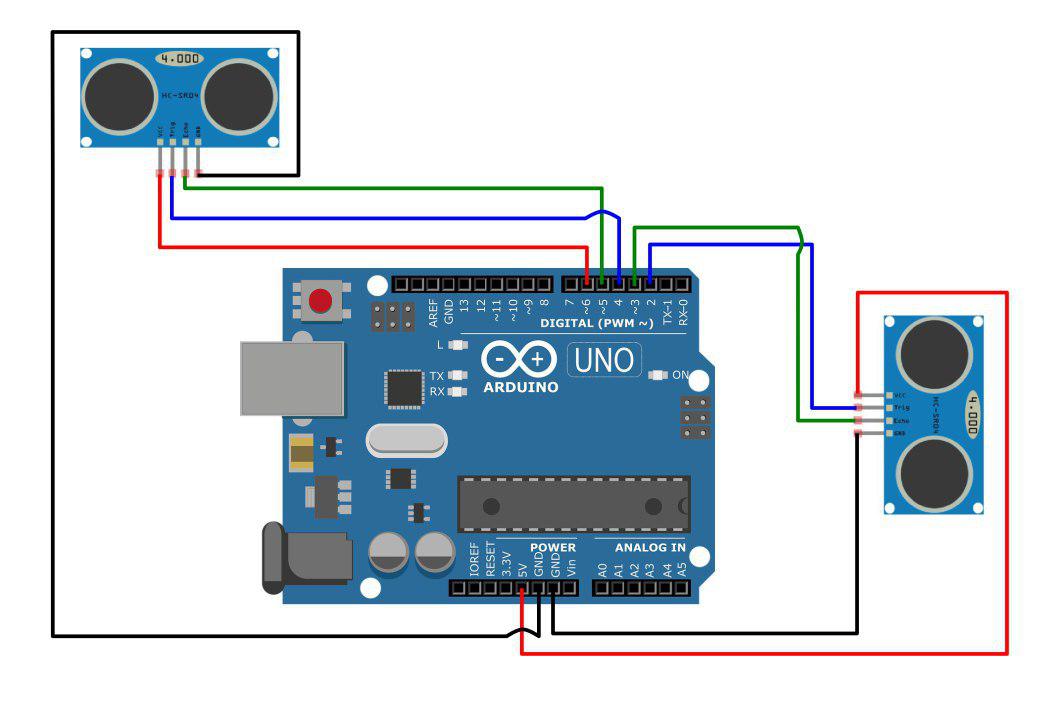 4.000
HC-SR04
VCC
Trig
Echo
GND
AREF
GND
13
12
~11
~10
~9
8
7
~6
~5
4
~3
2
TX→1
RX←0
DIGITAL (PWM ~)
L
TX
RX
- +
UNO
ARDUINO
ON
VCC
Trig
Echo
GND
HC-SR04
4.000
POWER
ANALOG IN
IOREF
RESET
3.3V
5V
GND
GND
Vin
A0
A1
A2
A3
A4
A5